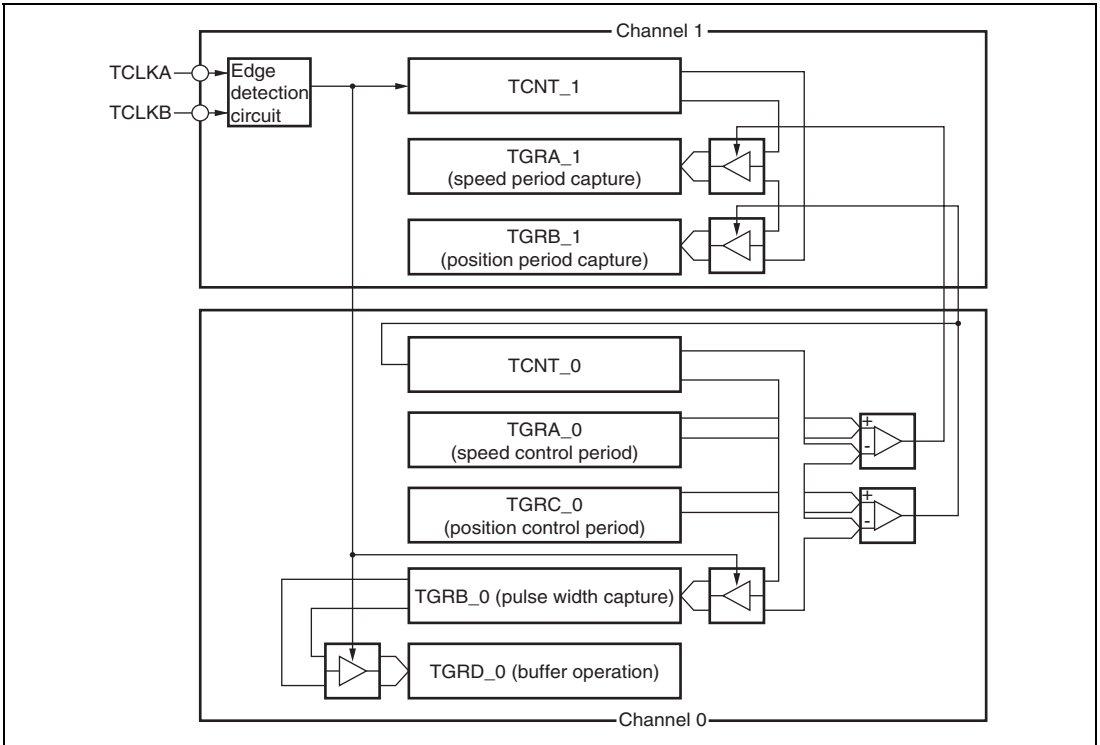 Channel 1
TCLKA
TCLKB
Edge
detection
circuit
TCNT_1
TGRA_1
(speed period capture)
TGRB_1
(position period capture)
TCNT_0
TGRA_0
(speed control period)
+
-
TGRC_0
(position control period)
+
-
TGRB_0 (pulse width capture)
TGRD_0 (buffer operation)
Channel 0